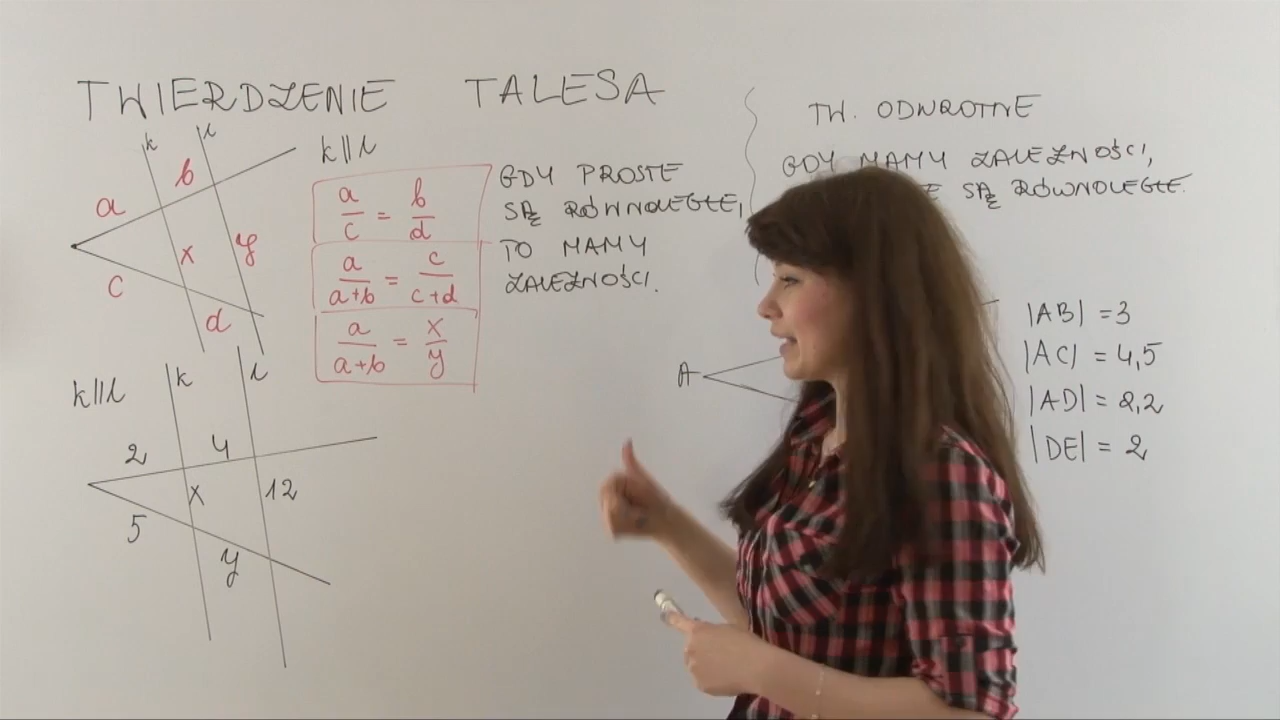 TWIERDZENIE TALESA
k l
k||l
a b
x y
c d
a/c = b/d
a/a+b = c/c+d
a/a+b = x/y
GDY PROSTE
SĄ RÓWNOLEGŁE,
TO MAMY
ZALEŻNOŚCI.
k||l
k l
2 4
x 12
5 y
TW. ODWROTNE
GDY MAMY ZALEŻNOŚCI,
SĄ RÓWNOLEGŁE.
A
|AB| = 3
|AC| = 4,5
|AD| = 2,2
|DE| = 2